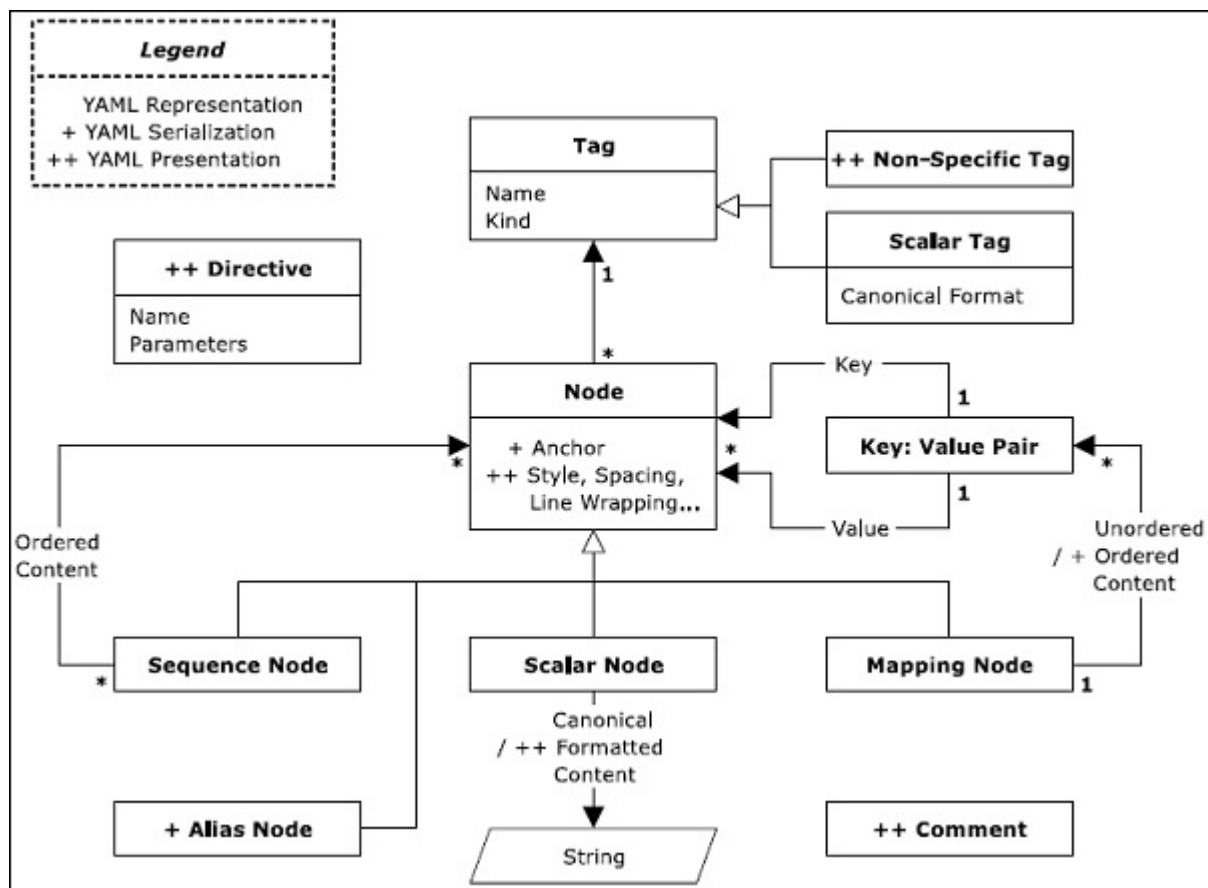 Legend
YAML Representation
+ YAML Serialization
++ YAML Presentation
Tag
Name
Kind
++ Non-Specific Tag
Scalar Tag
Canonical Format
++ Directive
Name
Parameters
1
*
Node
+ Anchor
++ Style, Spacing,
Line Wrapping...
Key
1
Key: Value Pair
*
*
*
1
Value
Ordered
Content
Unordered
/ + Ordered
Content
Sequence Node
*
Scalar Node
Mapping Node
1
Canonical
/ ++ Formatted
Content
+ Alias Node
String
++ Comment